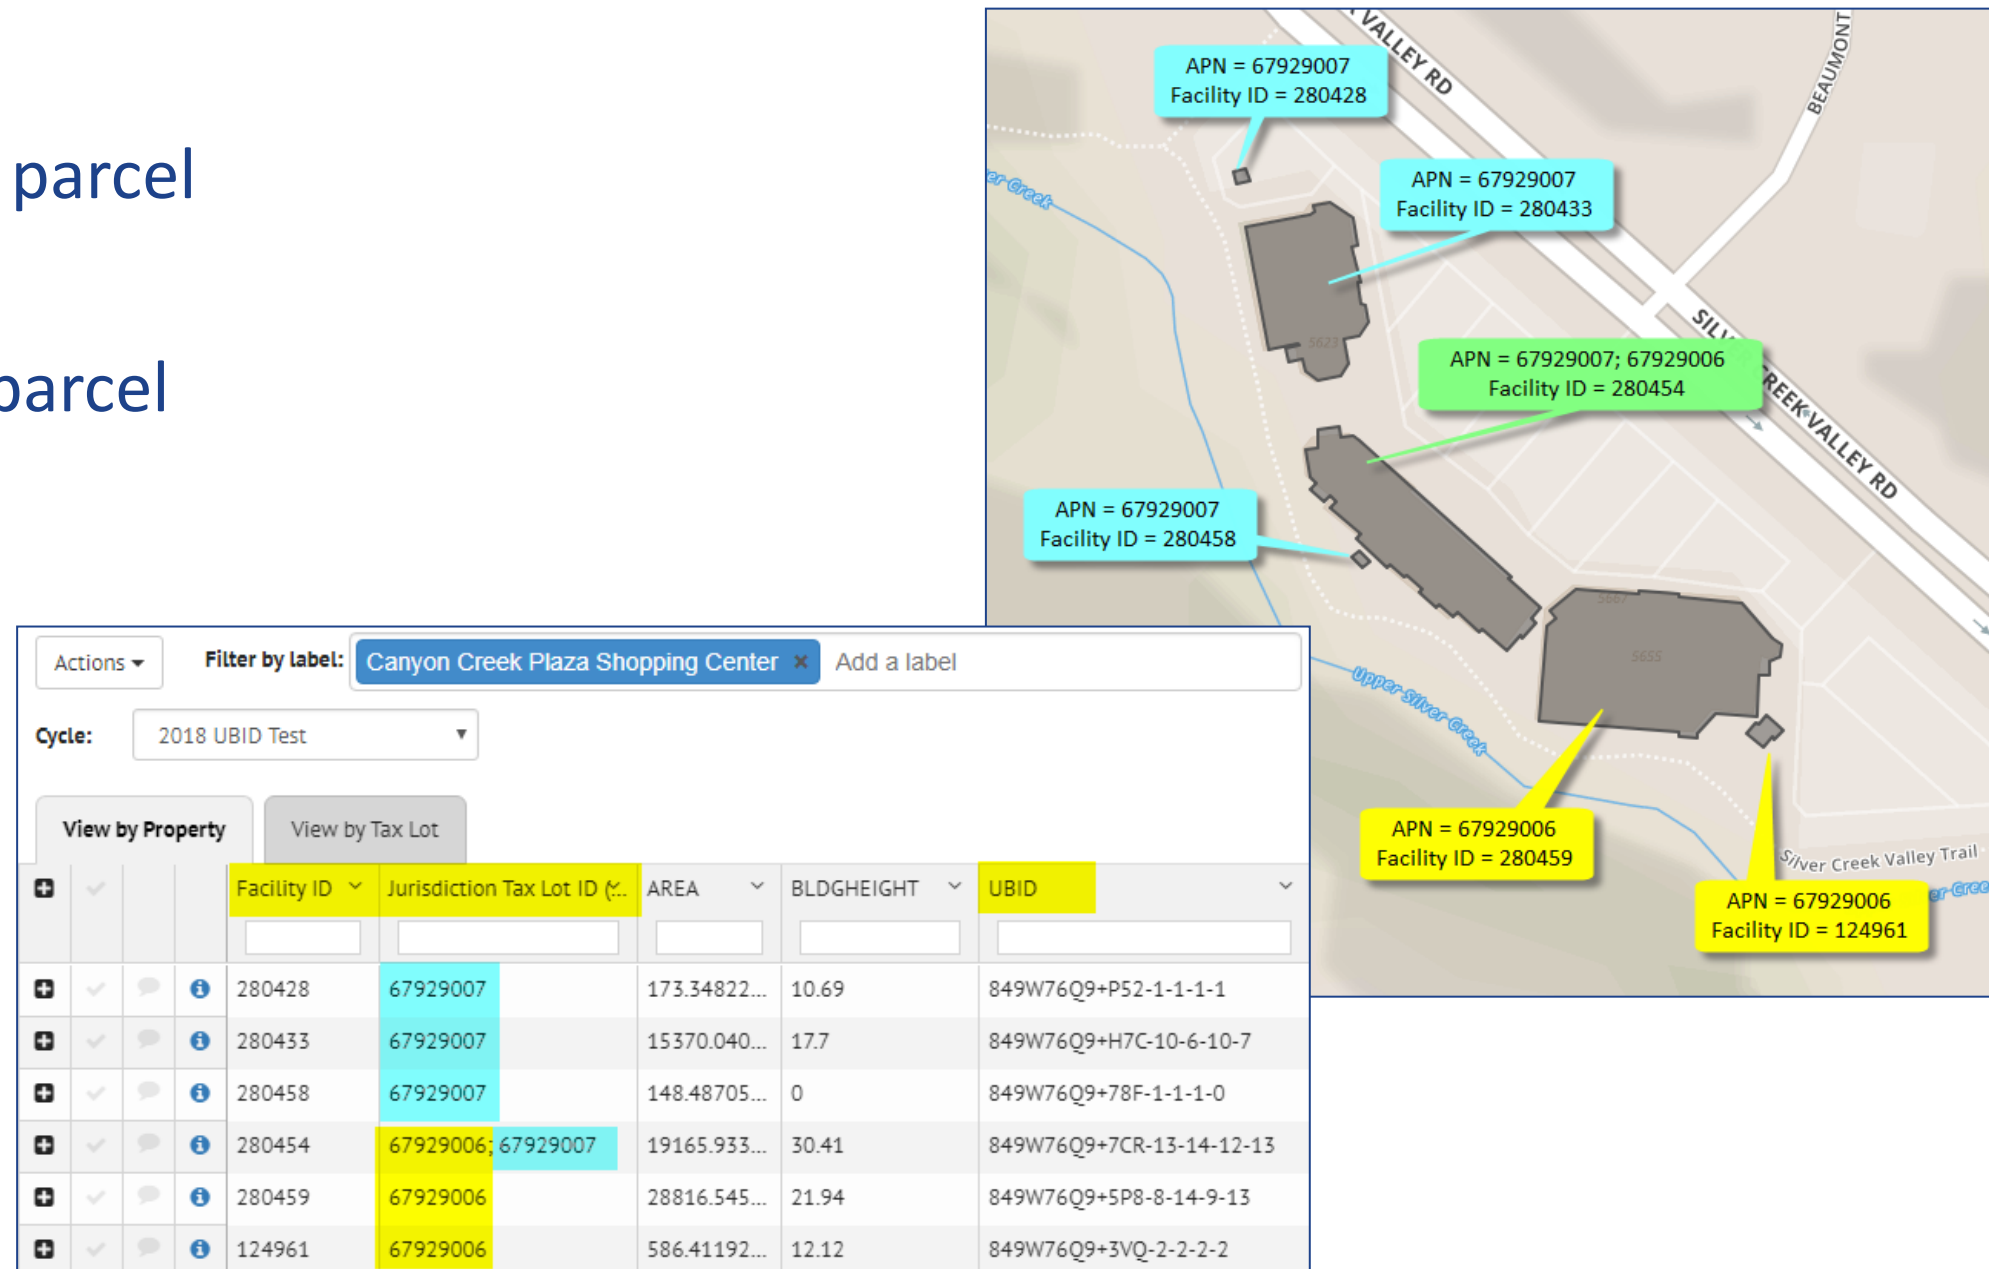 parcel
parcel
VALLEY RD
BEAUMONT
APN = 67929007
Facility ID = 280428
APN = 67929007
Facility ID = 280433
Creek
5623
SILVER CREEK VALLEY RD
APN = 67929007; 67929006
Facility ID = 280454
APN = 67929007
Facility ID = 280458
5667
5655
Upper Silver Creek
APN = 67929006
Facility ID = 280459
Silver Creek Valley Trail
APN = 67929006
Facility ID = 124961
Actions
Filter by label: Canyon Creek Plaza Shopping Center × Add a label
Cycle: 2018 UBID Test
View by Property View by Tax Lot
Facility ID Jurisdiction Tax Lot ID (... AREA BLDGHEIGHT UBID
280428 67929007 173.34822... 10.69 849W76Q9+P52-1-1-1-1
280433 67929007 15370.040... 17.7 849W76Q9+H7C-10-6-10-7
280458 67929007 148.48705... 0 849W76Q9+78F-1-1-1-0
280454 67929006; 67929007 19165.933... 30.41 849W76Q9+7CR-13-14-12-13
280459 67929006 28816.545... 21.94 849W76Q9+5P8-8-14-9-13
124961 67929006 586.41192... 12.12 849W76Q9+3VQ-2-2-2-2